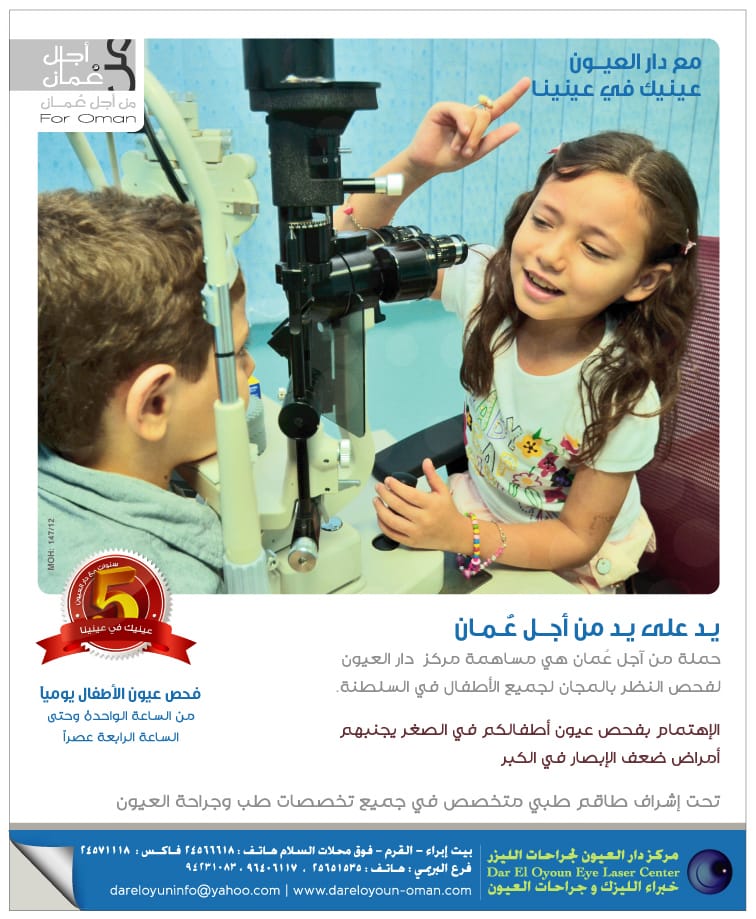 من أجل عُمان
من أجل عُمان
For Oman
مع دار العيون
عينيك في عينينا
MOH: 147/12
5
سنوات مع دار العيون
عينيك في عينينا
فحص عيون الأطفال يومياً
من الساعة الواحدة وحتى
الساعة الرابعة عصراً
يد على يد من أجل عُمان
حملة من آجل عُمان هي مساهمة مركز دار العيون
لفحص النظر بالمجان لجميع الأطفال في السلطنة.
الإهتمام بفحص عيون أطفالكم في الصغر يجنبهم
أمراض ضعف الإبصار في الكبر
تحت إشراف طاقم طبي متخصص في جميع تخصصات طب وجراحة العيون
مركز دار العيون لجراحات الليزر
Dar El Oyoun Eye Laser Center
خبراء الليزك و جراحات العيون
بيت إبراء - القرم - فوق محلات السلام هاتف : ٢٤٥٦٦٦١٨ فاكس : ٢٤٥٧١١١٨
فرع البريمي : هاتف : ٢٥٦٥١٥٣٥ ، ٩٦٤٠٦١١٧ ، ٩٤٢٣١٠٨٣
dareloyuninfo@yahoo.com | www.dareloyoun-oman.com